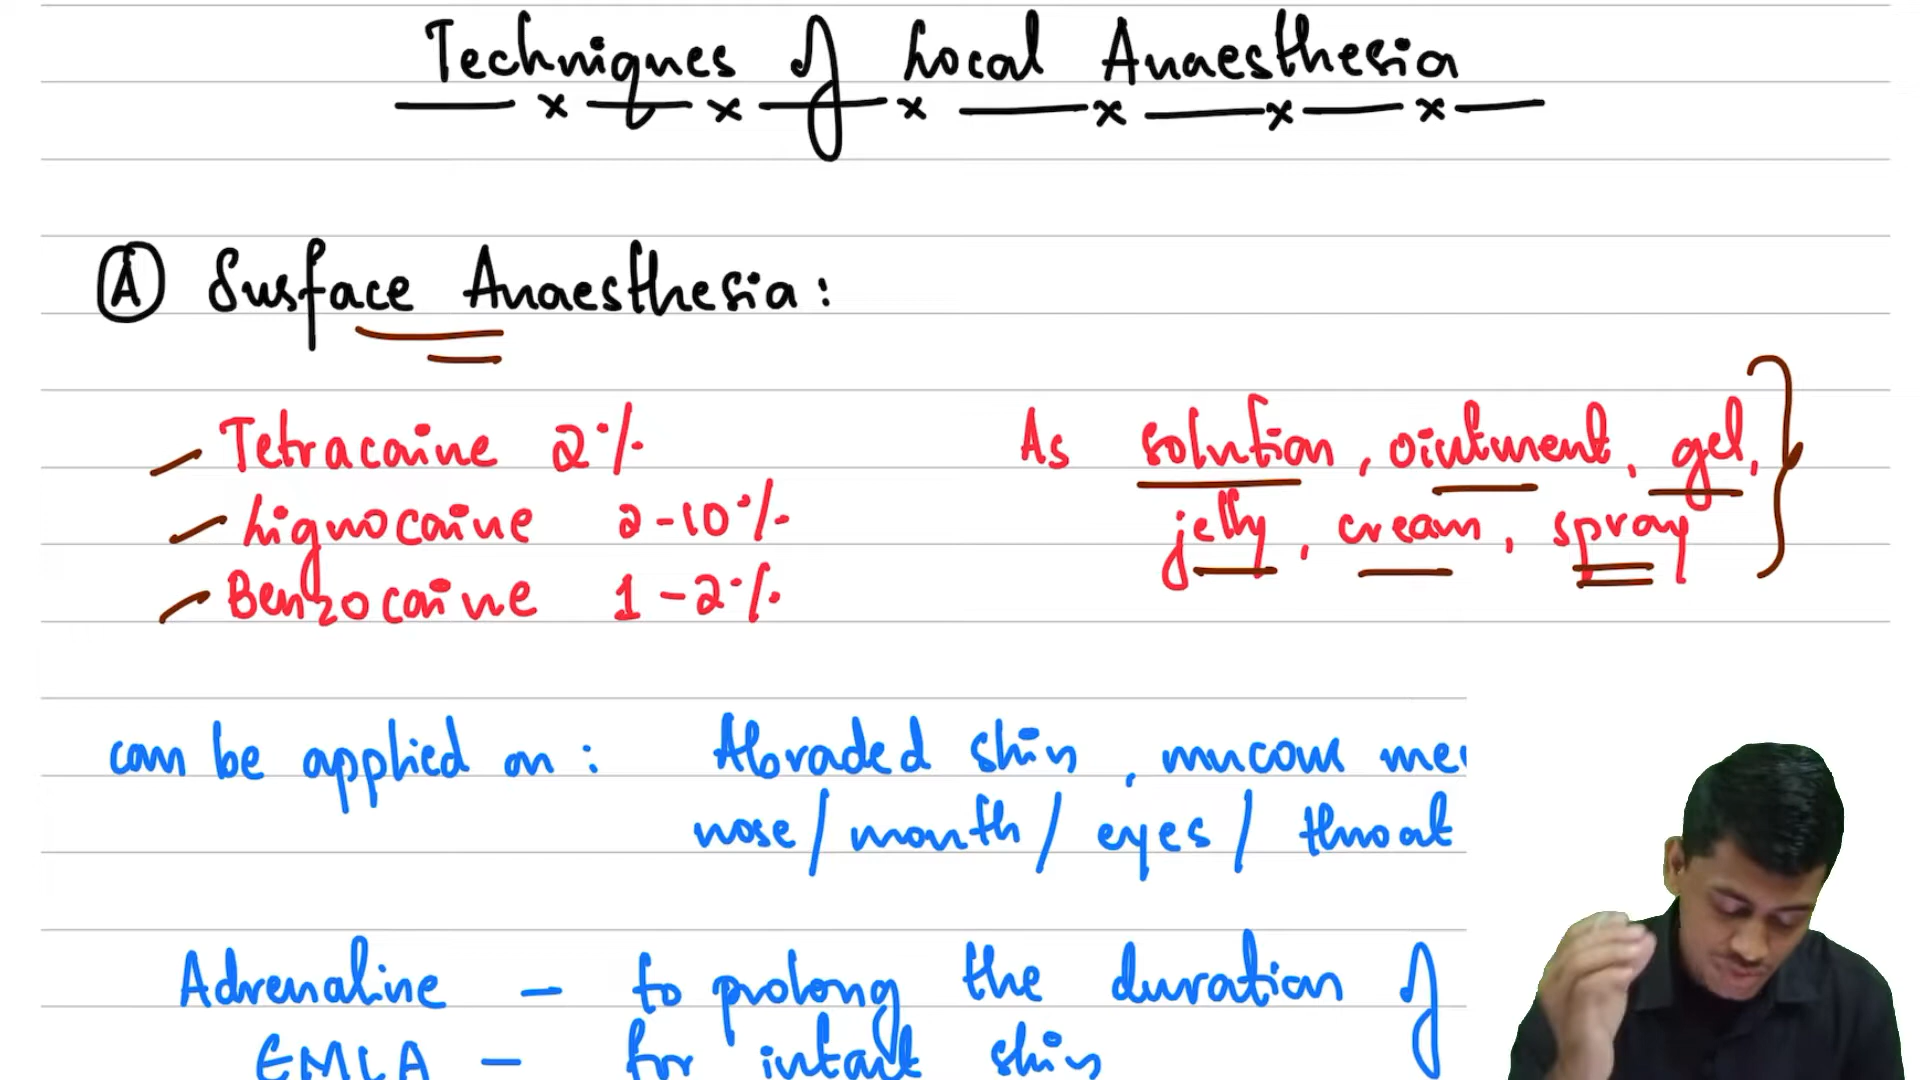 Techniques of Local Anaesthesia
A Surface Anaesthesia:
Tetracaine 2%
Lignocaine 2-10%
Benzocaine 1-2%
As solution, ointment, gel,
jelly, cream, spray
can be applied on: Abraded skin, mucous
nose/mouth/eyes/throat
Adrenaline - to prolong the duration of
EMLA - for intact skin